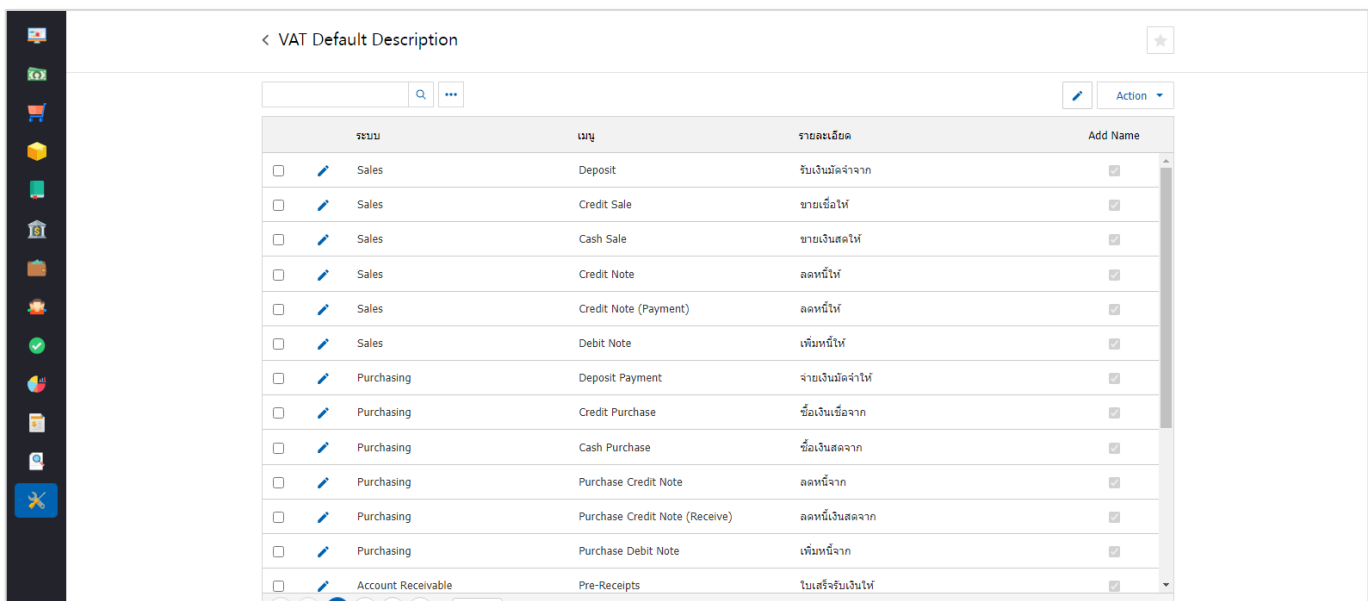 VAT Default Description
Action
ระบบ เมนู รายละเอียด Add Name
Sales Deposit รับเงินมัดจำจาก
Sales Credit Sale ขายเชื่อให้
Sales Cash Sale ขายเงินสดให้
Sales Credit Note ลดหนี้ให้
Sales Credit Note (Payment) ลดหนี้ให้
Sales Debit Note เพิ่มหนี้ให้
Purchasing Deposit Payment จ่ายเงินมัดจำให้
Purchasing Credit Purchase ซื้อเงินเชื่อจาก
Purchasing Cash Purchase ซื้อเงินสดจาก
Purchasing Purchase Credit Note ลดหนี้จาก
Purchasing Purchase Credit Note (Receive) ลดหนี้เงินสดจาก
Purchasing Purchase Debit Note เพิ่มหนี้จาก
Account Receivable Pre-Receipts ใบเสร็จรับเงินให้